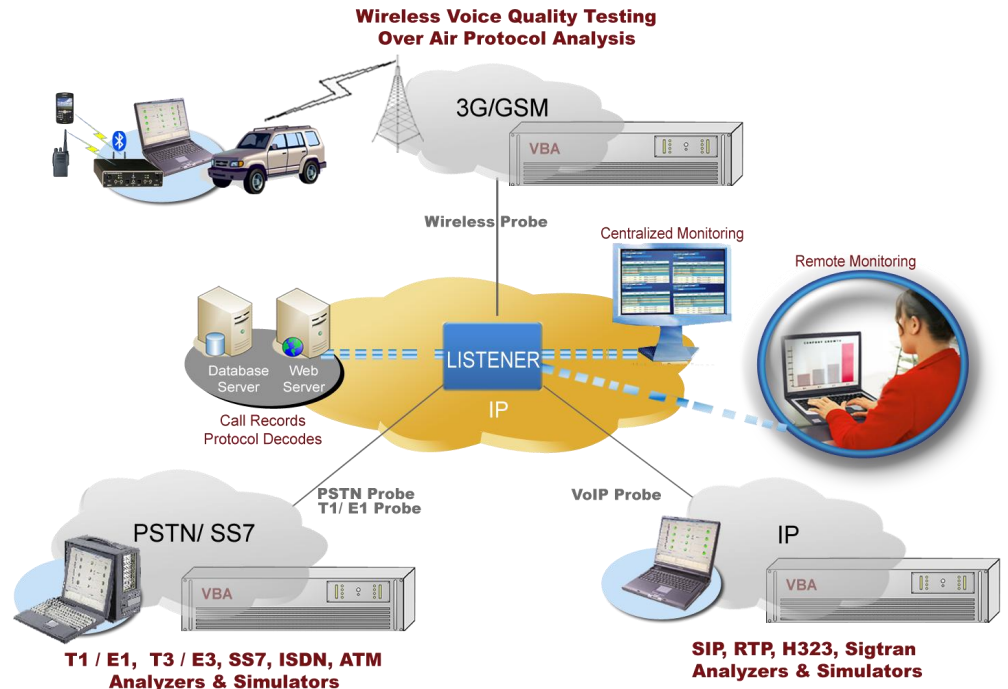 Wireless Voice Quality Testing
Over Air Protocol Analysis
3G/GSM
VBA
Wireless Probe
Centralized Monitoring
Remote Monitoring
COMPANY GROWTH
LISTENER
IP
Database
Server
Web
Server
Call Records
Protocol Decodes
PSTN Probe
T1/ E1 Probe
VoIP Probe
PSTN/ SS7
VBA
IP
VBA
T1 / E1, T3 / E3, SS7, ISDN, ATM
Analyzers & Simulators
SIP, RTP, H323, Sigtran
Analyzers & Simulators